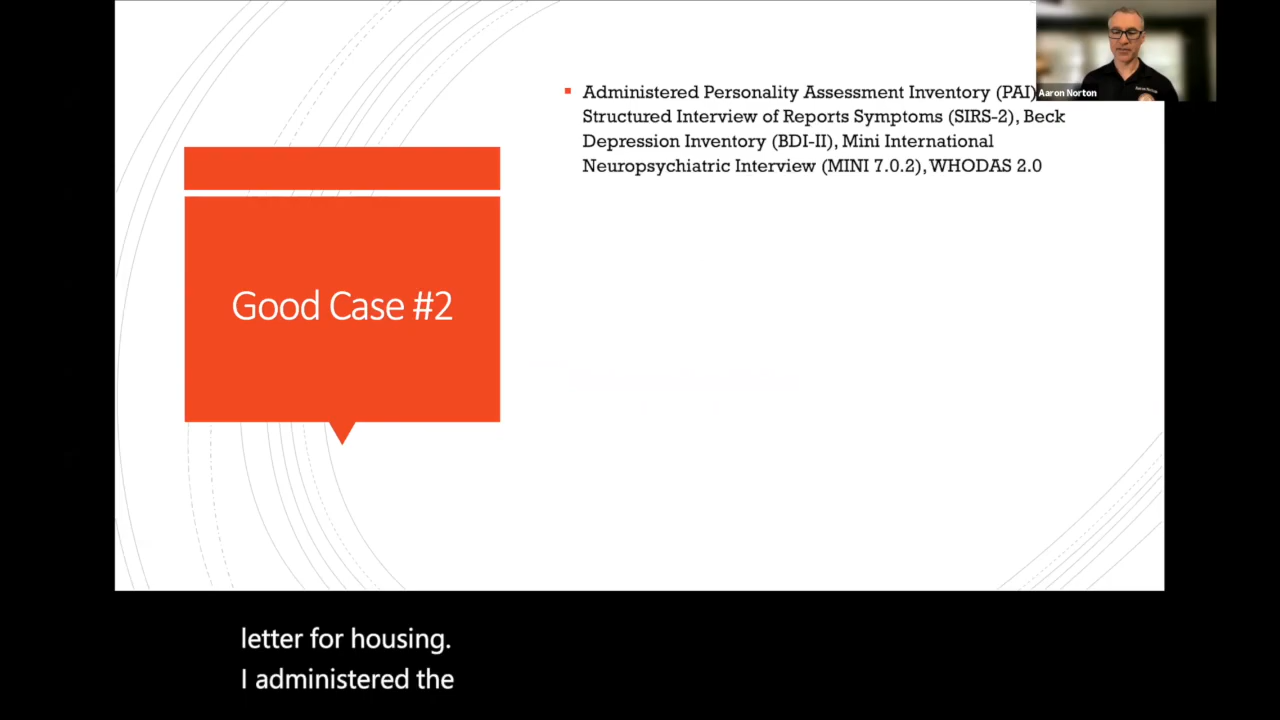 Administered Personality Assessment Inventory (PAI)
Structured Interview of Reports Symptoms (SIRS-2), Beck
Depression Inventory (BDI-II), Mini International
Neuropsychiatric Interview (MINI 7.0.2), WHODAS 2.0
Aaron Norton
Good Case #2
letter for housing.
I administered the